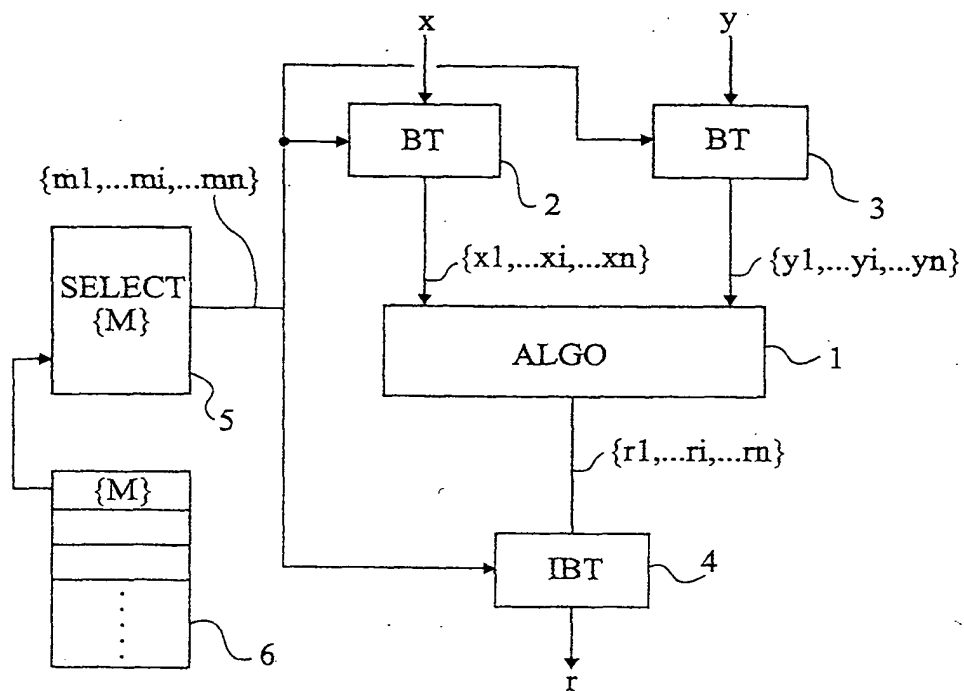 x
y
BT
BT
2
3
{m1,...mi,...mn}
{x1,...xi,...xn}
{y1,...yi,...yn}
SELECT
{M}
5
ALGO
1
{r1,...ri,...rn}
{M}
IBT
4
6
r